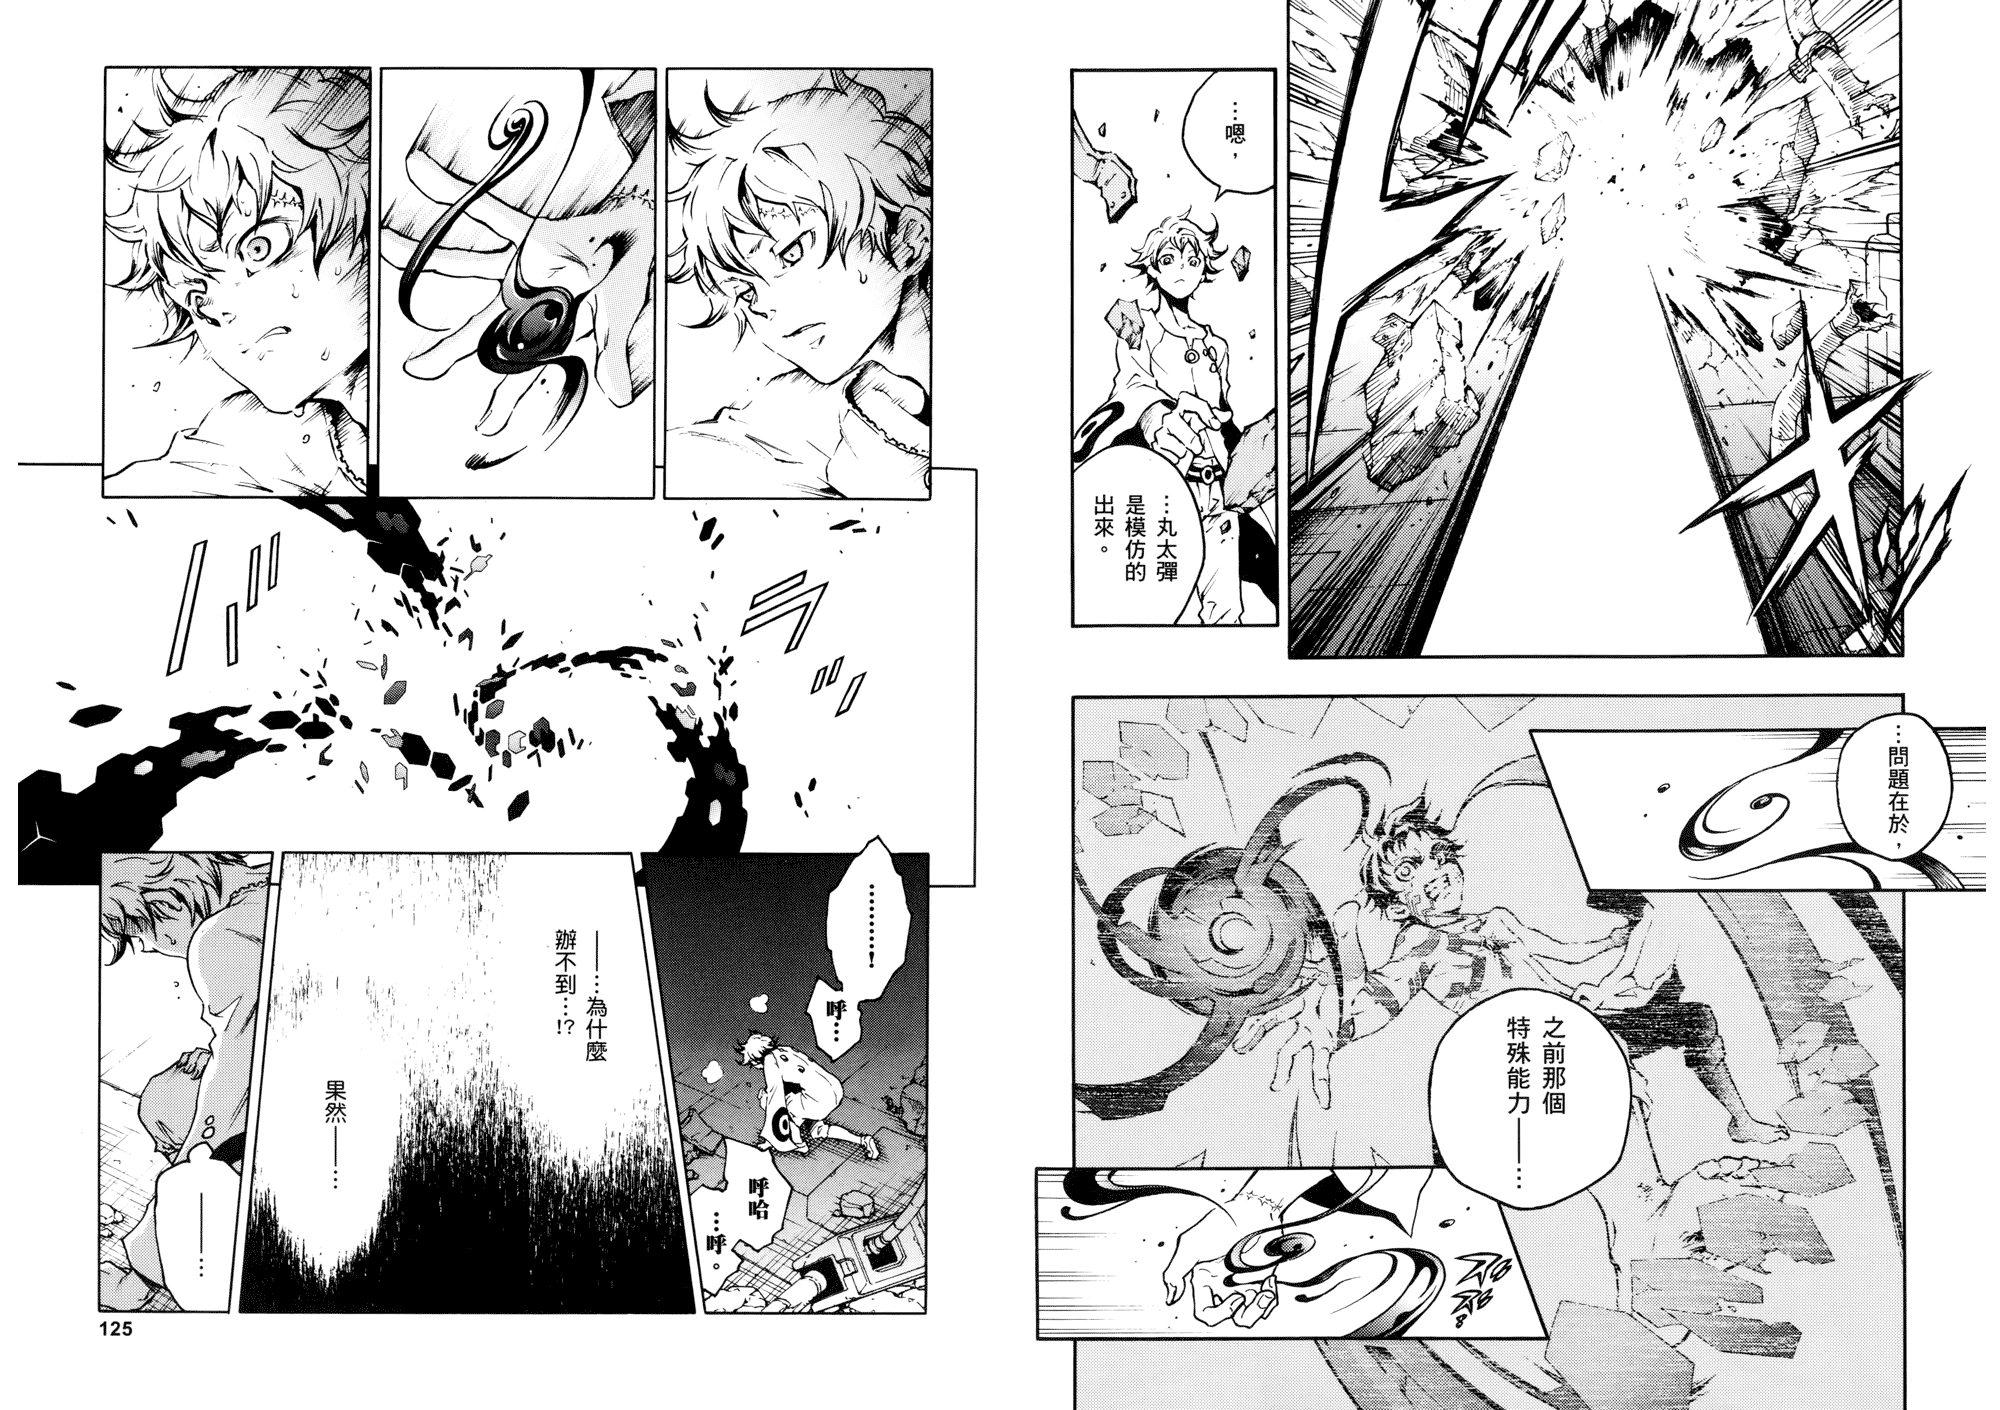 …嗯，
…丸太彈
是模仿的
出來。
…問題在於，
之前那個
特殊能力——…
………!
呼…
呼哈
…呼。
——…為什麼
辦不到…!?
果然——…
——…
125